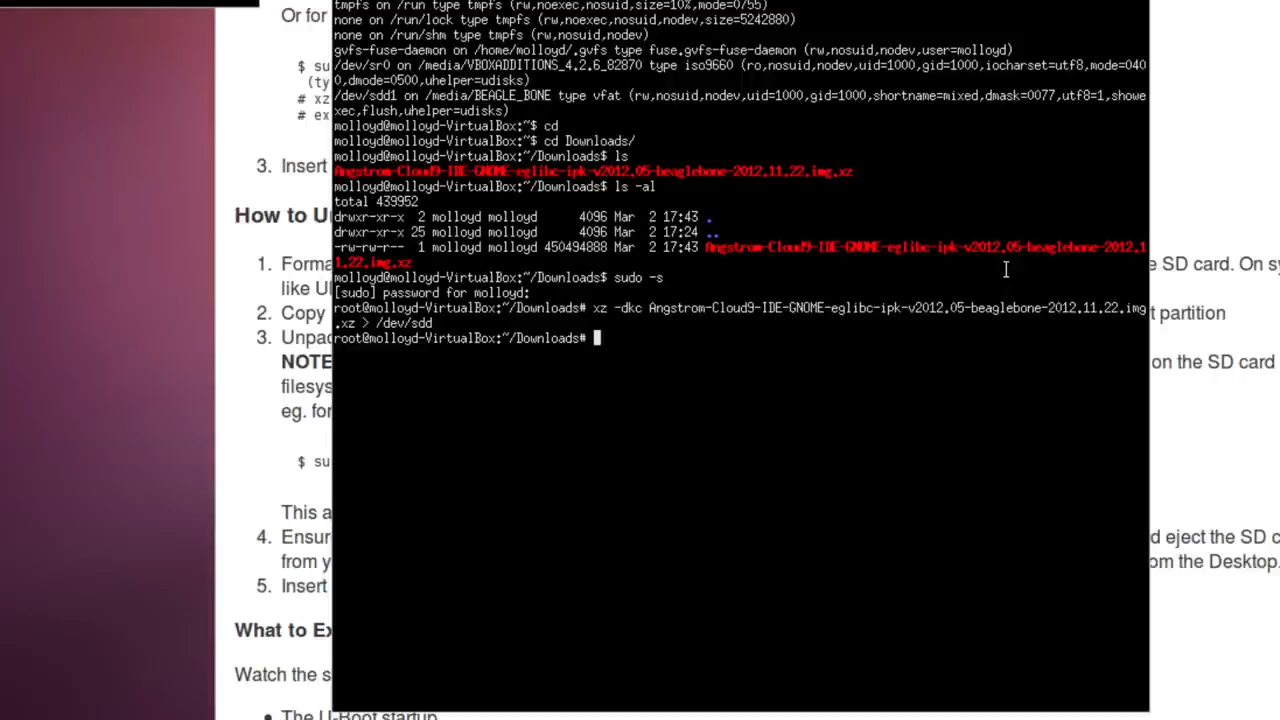 Or for
tmpfs on /run type tmpfs (rw,noexec,nosuid,size=10%,mode=0755)
none on /run/lock type tmpfs (rw,noexec,nosuid,nodev,size=5242880)
none on /run/shm type tmpfs (rw,nosuid,nodev)
gvfs-fuse-daemon on /home/molloyd/.gvfs type fuse.gvfs-fuse-daemon (rw,nosuid,nodev,user=molloyd)
/dev/sr0 on /media/VBOXADDITIONS_4.2.6_82870 type iso9660 (ro,nosuid,nodev,uid=1000,gid=1000,iocharset=utf8,mode=040
0,dmode=0500,uhelper=udisks)
/dev/sdd1 on /media/BEAGLE_BONE type vfat (rw,nosuid,nodev,uid=1000,gid=1000,shortname=mixed,dmask=0077,utf8=1,showe
xec,flush,uhelper=udisks)
molloyd@molloyd-VirtualBox:~$ cd
molloyd@molloyd-VirtualBox:~$ cd Downloads/
molloyd@molloyd-VirtualBox:~/Downloads$ ls
Angstrom-Cloud9-IDE-GNOME-eglibc-ipk-v2012.05-beaglebone-2012.11.22.img.xz
molloyd@molloyd-VirtualBox:~/Downloads$ ls -al
total 439952
drwxr-xr-x 2 molloyd molloyd 4096 Mar 2 17:43 .
drwxr-xr-x 25 molloyd molloyd 4096 Mar 2 17:24 ..
-rw-rw-r-- 1 molloyd molloyd 450494888 Mar 2 17:43 Angstrom-Cloud9-IDE-GNOME-eglibc-ipk-v2012.05-beaglebone-2012.1
1.22.img.xz
molloyd@molloyd-VirtualBox:~/Downloads$ sudo -s
[sudo] password for molloyd:
root@molloyd-VirtualBox:~/Downloads# xz -dkc Angstrom-Cloud9-IDE-GNOME-eglibc-ipk-v2012.05-beaglebone-2012.11.22.img
.xz > /dev/sdd
root@molloyd-VirtualBox:~/Downloads#
$ su
(ty
# xz
# ex
3. Insert
How to U
1. Forma
e SD card. On sy
like U
2. Copy
t partition
3. Unpa
NOTE
on the SD card
filesys
eg. for
$ su
This a
4. Ensur
d eject the SD c
from y
om the Desktop.
5. Insert
What to Ex
Watch the s
• The U-Boot startup